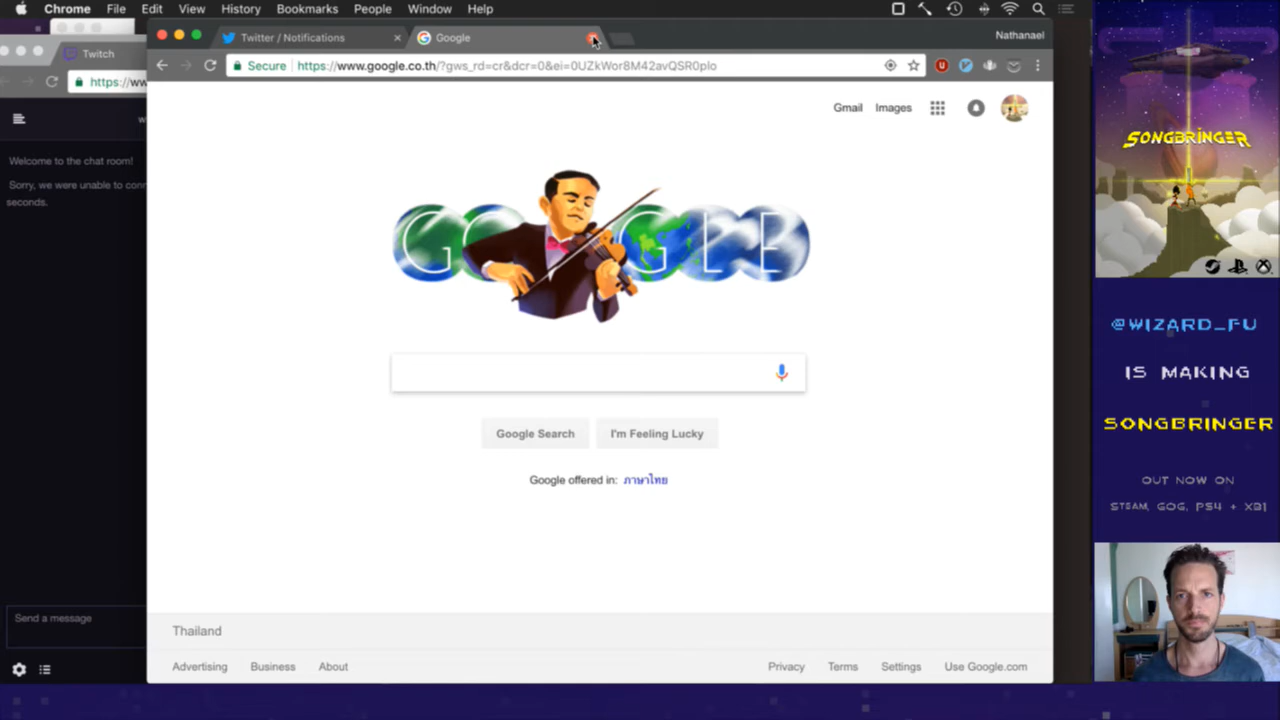 Chrome File Edit View History Bookmarks People Window Help
Twitch
Twitter / Notifications
Google
Nathanael
https://ww
Secure https://www.google.co.th/?gws_rd=cr&dcr=0&ei=0UZkWor8M42avQSR0plo
Gmail Images
w
Welcome to the chat room!
Sorry, we were unable to conn
seconds.
GOOGLE
Google Search
I'm Feeling Lucky
Google offered in: ภาษาไทย
Send a message
Thailand
Advertising Business About
Privacy Terms Settings Use Google.com
SONGBRINGER
@WIZARD_FU
IS MAKING
SONGBRINGER
OUT NOW ON
STEAM, GOG, PS4 + XB1